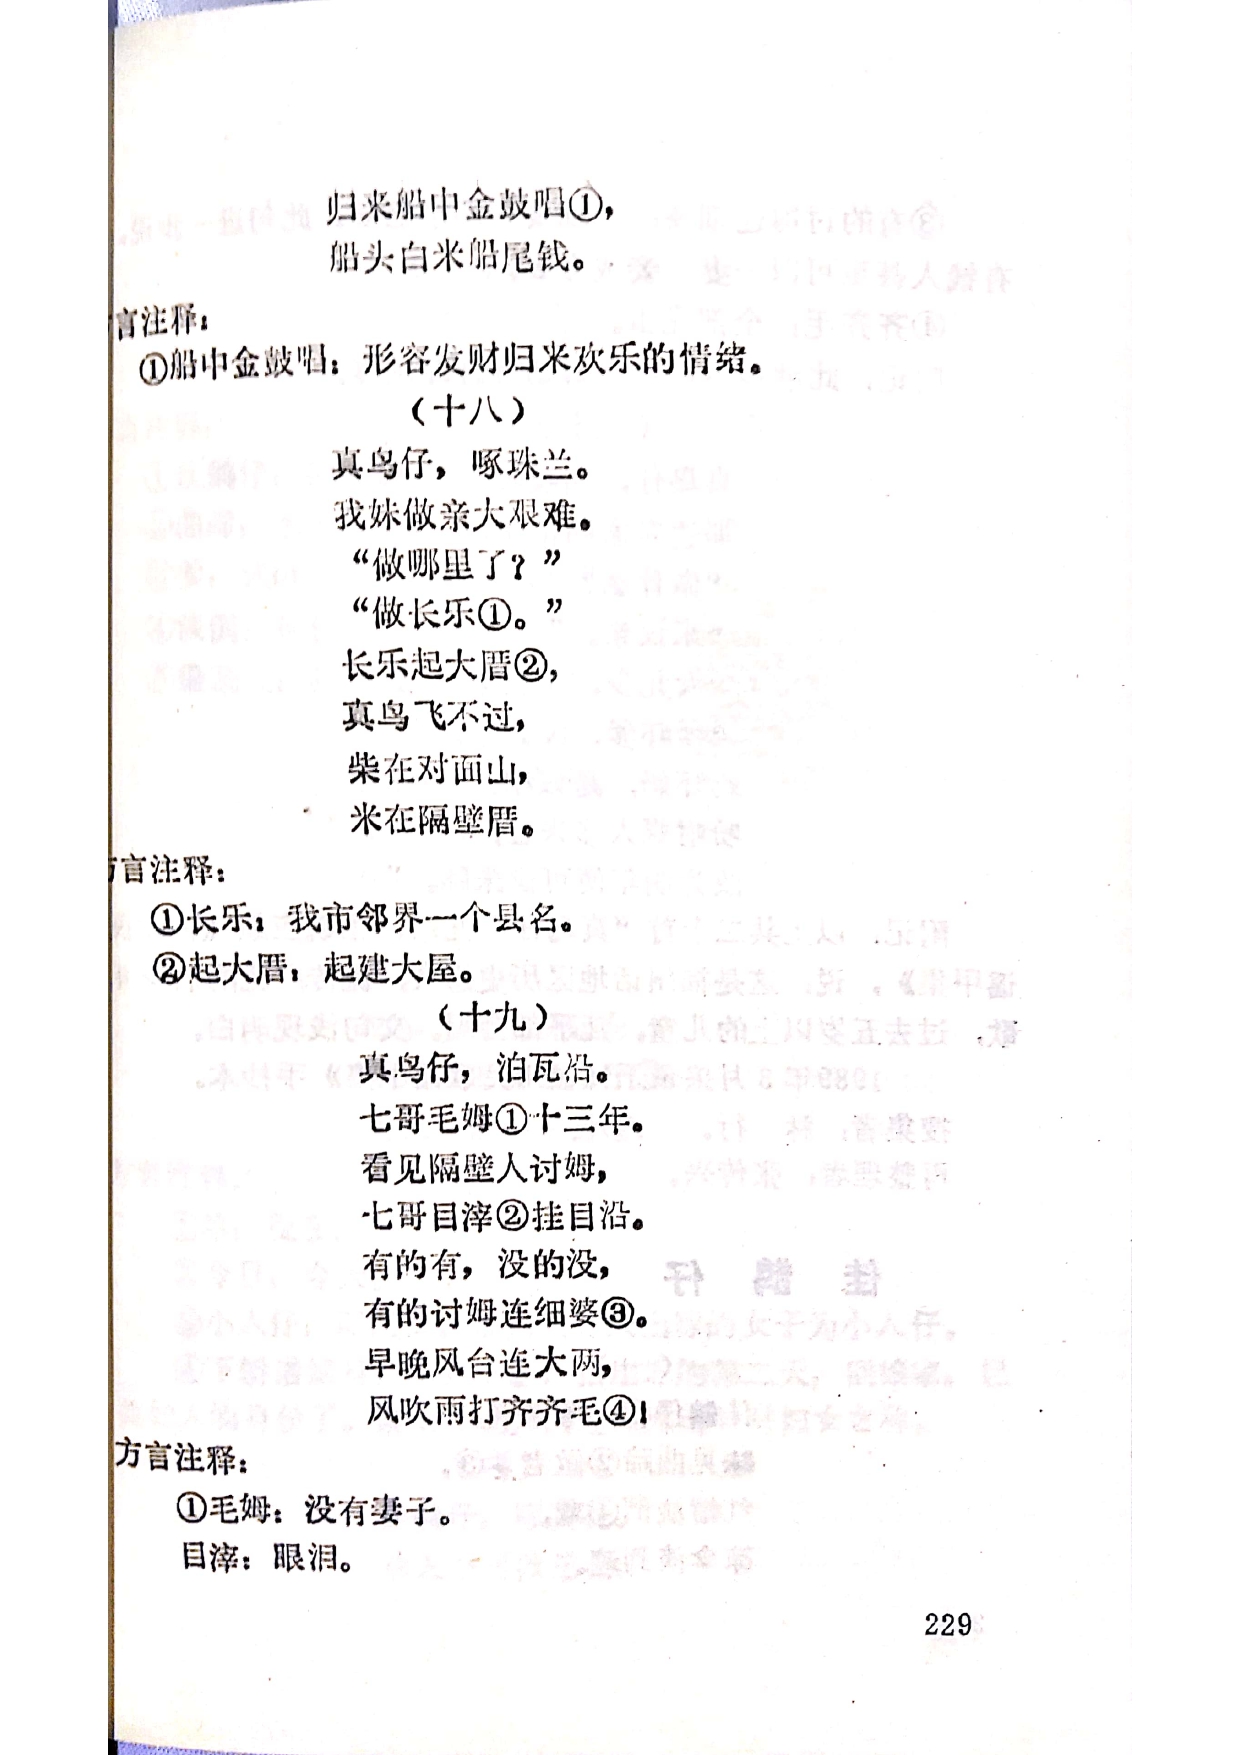 归来船中金鼓唱①，
船头白米船尾钱。
言注释：
①船中金鼓唱：形容发财归来欢乐的情绪。
（十八）
真鸟仔，啄珠兰。
我妹做亲大艰难。
“做哪里了？”
“做长乐①。”
长乐起大厝②，
真鸟飞不过，
柴在对面山，
米在隔壁厝。
方言注释：
①长乐：我市邻界一个县名。
②起大厝：起建大屋。
（十九）
真鸟仔，泊瓦沿。
七哥毛姆①十三年。
看见隔壁人讨姆，
七哥目滓②挂目沿。
有的有，没的没，
有的讨姆连细婆③。
早晚风台连大两，
风吹雨打齐齐毛④！
方言注释：
①毛姆：没有妻子。
目滓：眼泪。
229